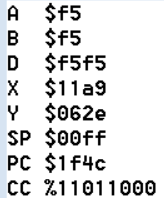 A $f5
B $f5
D $f5f5
X $11a9
Y $062e
SP $00ff
PC $1f4c
CC %11011000